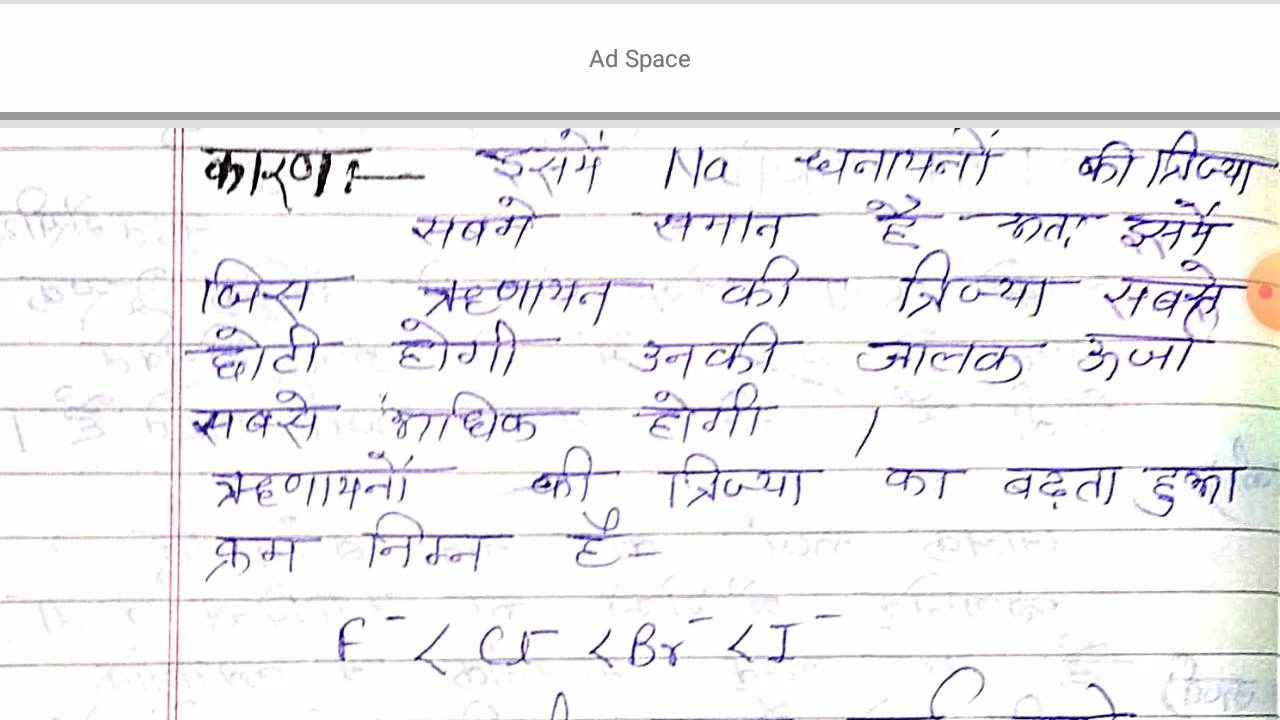 Ad Space
कारण:— इसमें Na धनायनों की त्रिज्या
सबमे समान है अतः इसमें
जिस ऋणायन की त्रिज्या सबसे
छोटी होगी उनकी जालक ऊर्जा
सबसे अधिक होगी ।
ऋणायनों की त्रिज्या का बढ़ता हुआ
क्रम निम्न है-
F⁻ < Cl⁻ < Br⁻ < I⁻